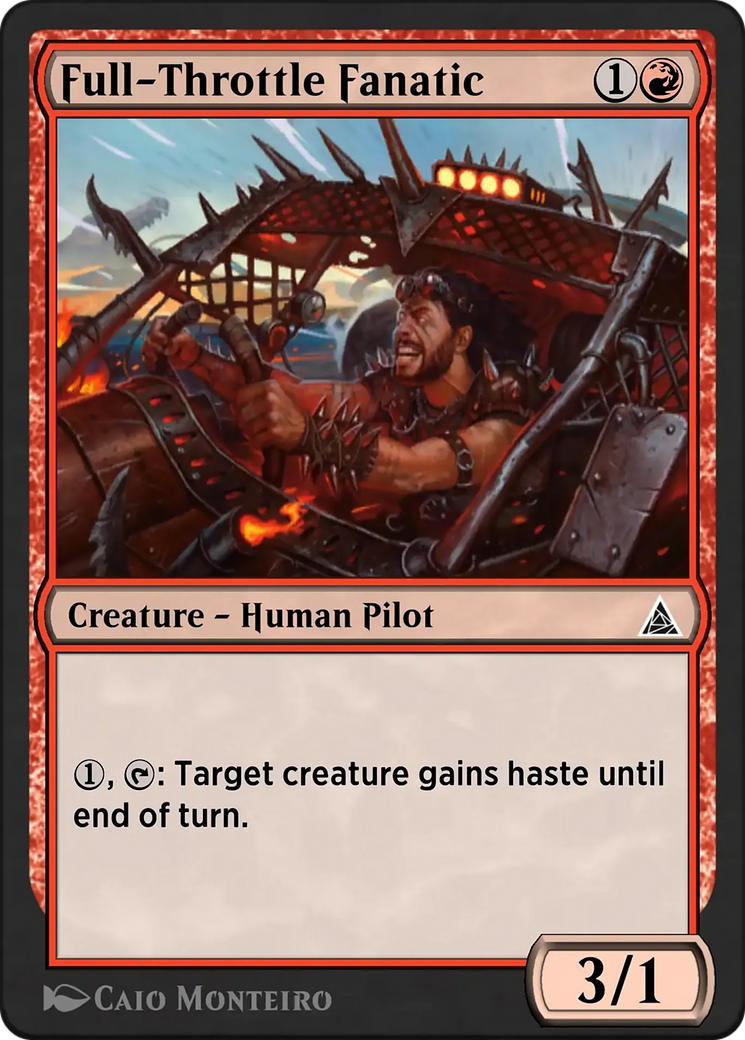 Full-Throttle Fanatic 1
Creature – Human Pilot
1, : Target creature gains haste until
end of turn.
3/1
Caio Monteiro